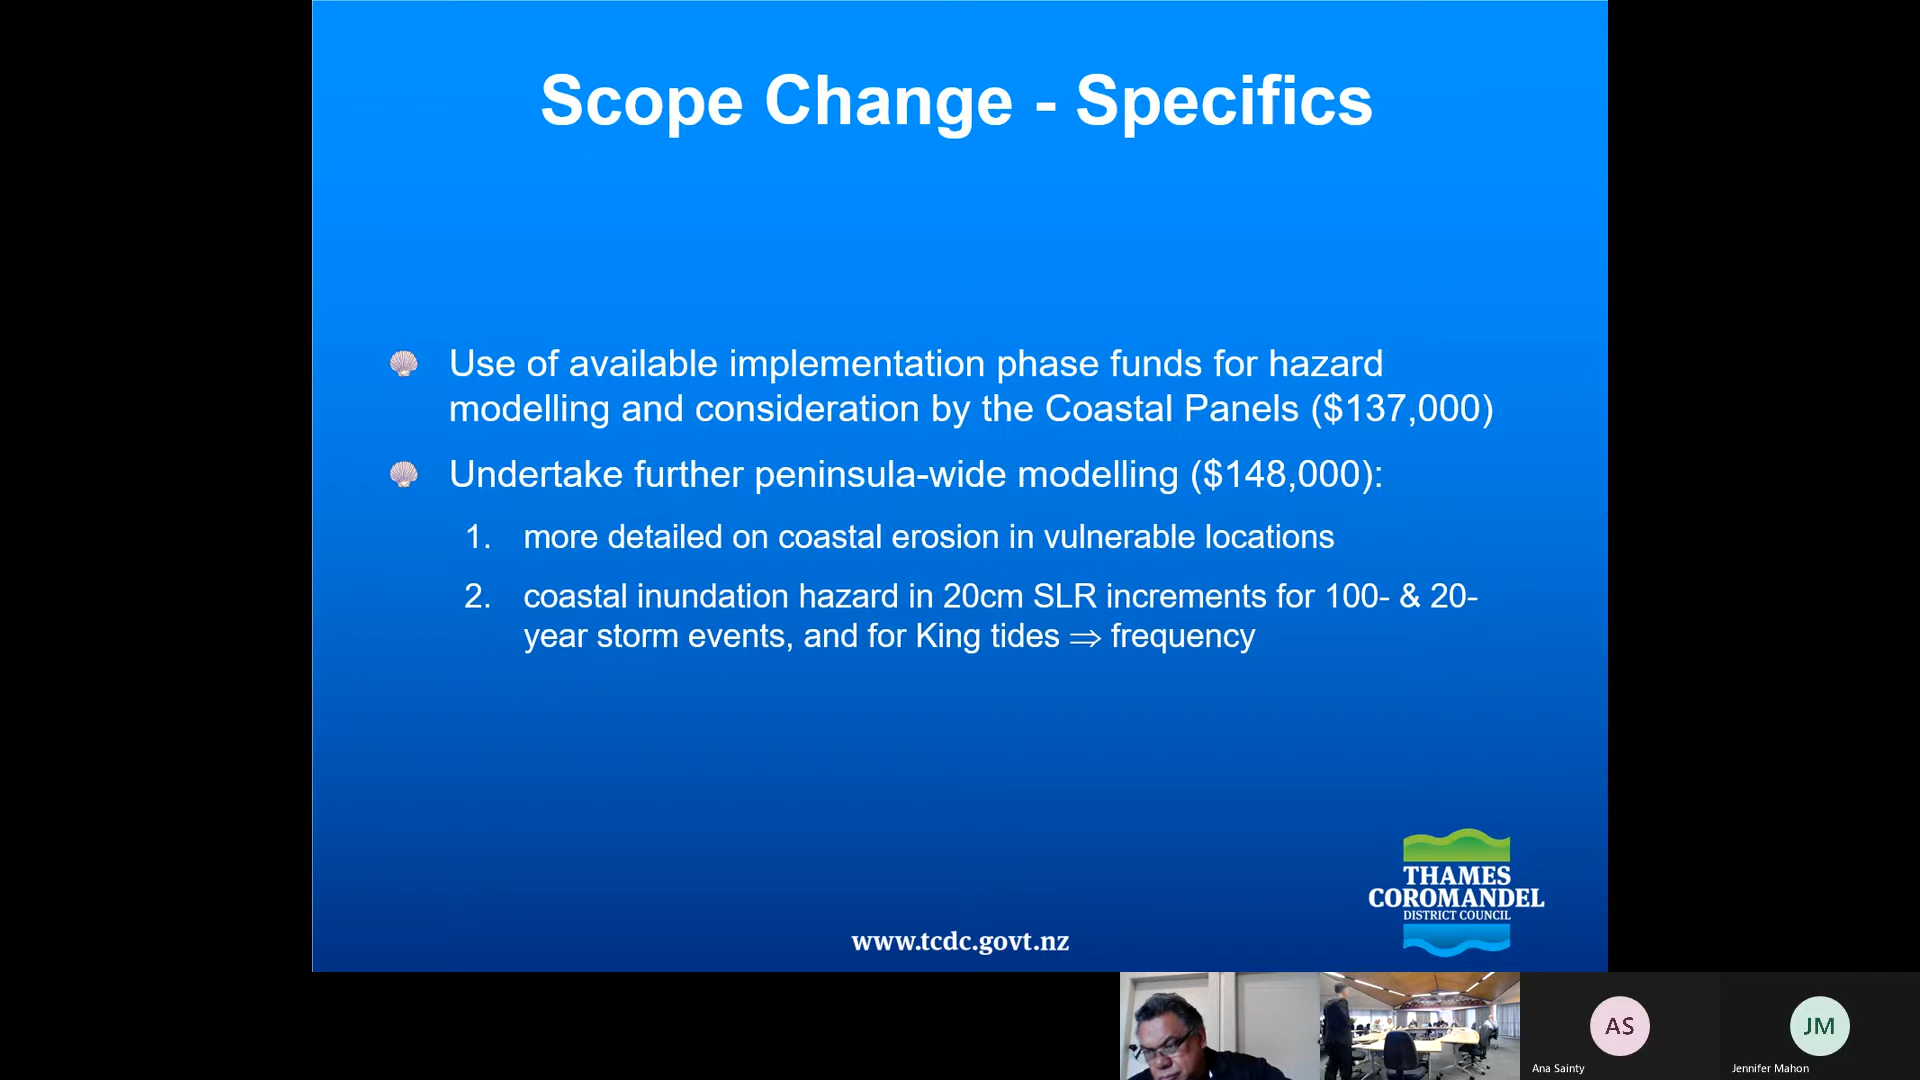 Scope Change - Specifics
Use of available implementation phase funds for hazard
modelling and consideration by the Coastal Panels ($137,000)
Undertake further peninsula-wide modelling ($148,000):
1. more detailed on coastal erosion in vulnerable locations
2. coastal inundation hazard in 20cm SLR increments for 100- & 20-
year storm events, and for King tides ⇒ frequency
THAMES
COROMANDEL
DISTRICT COUNCIL
www.tcdc.govt.nz
AS
JM
Ana Sainty
Jennifer Mahon